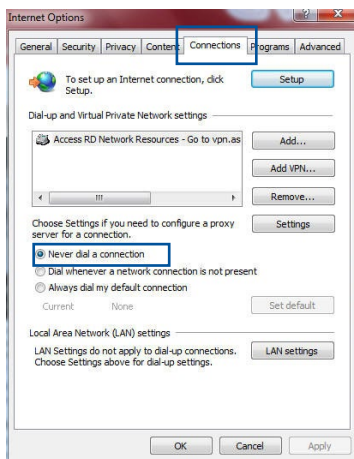 Internet Options
General Security Privacy Content Connections Programs Advanced
To set up an Internet connection, click
Setup.
Setup
Dial-up and Virtual Private Network settings
Access RD Network Resources - Go to vpn.as
Add...
Add VPN...
Remove...
Choose Settings if you need to configure a proxy
server for a connection.
Settings
Never dial a connection
Dial whenever a network connection is not present
Always dial my default connection
Current None
Set default
Local Area Network (LAN) settings
LAN Settings do not apply to dial-up connections.
Choose Settings above for dial-up settings.
LAN settings
OK Cancel Apply